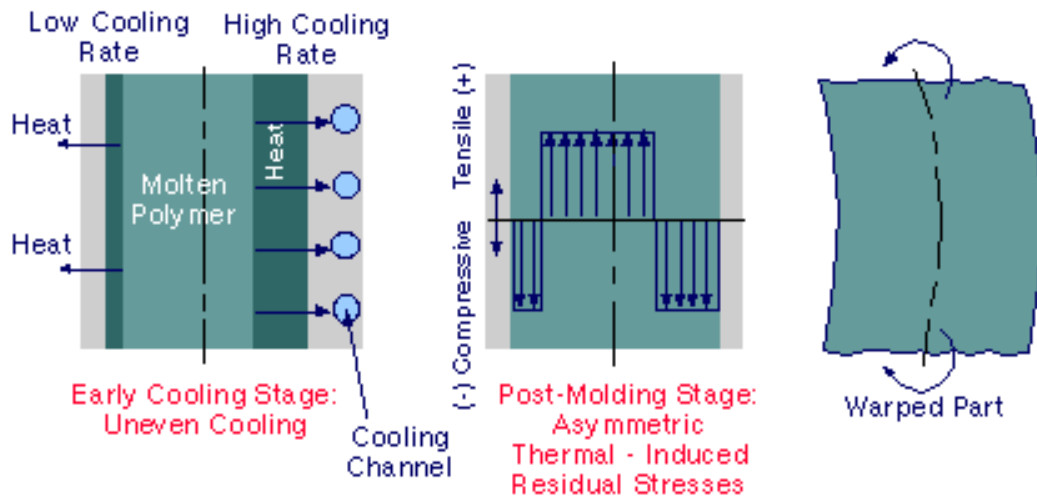 Low Cooling
Rate
High Cooling
Rate
Heat
Heat
Molten
Polymer
Heat
Early Cooling Stage:
Uneven Cooling
Cooling
Channel
(-) Compressive Tensile (+)
Post-Molding Stage:
Asymmetric
Thermal - Induced
Residual Stresses
Warped Part